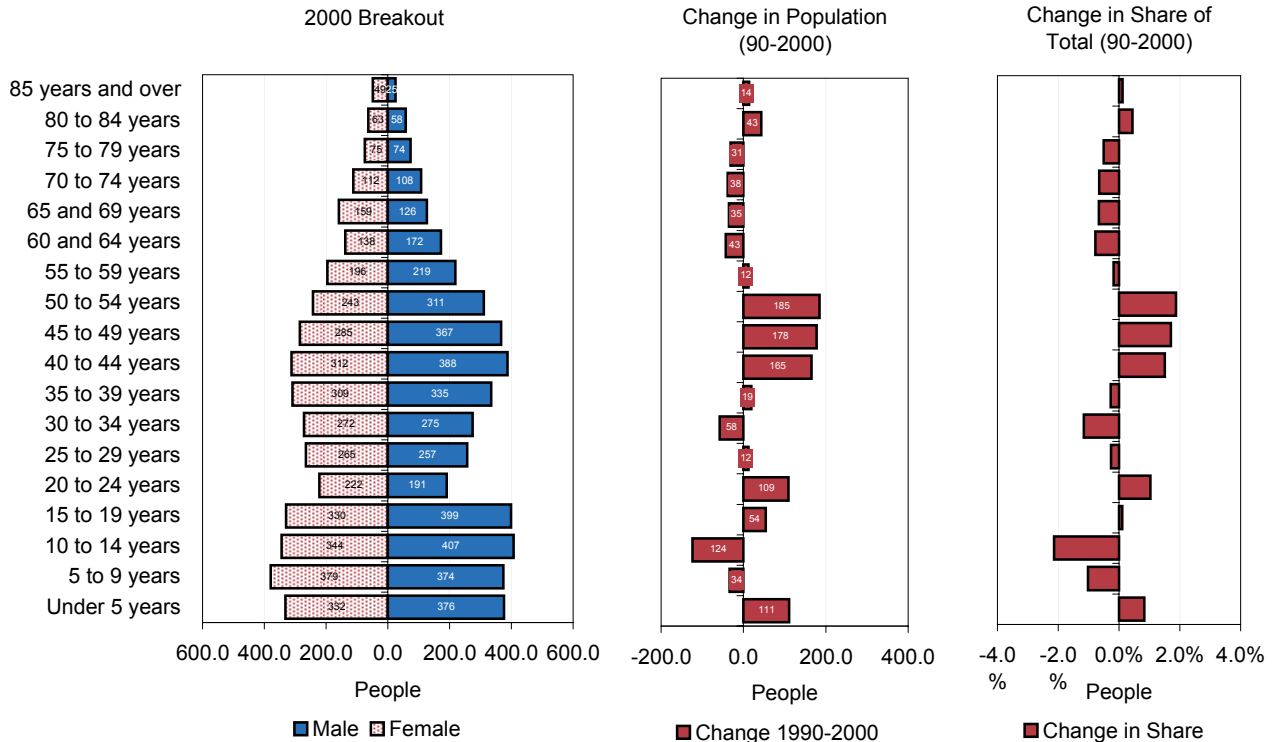 2000 Breakout
Change in Population
(90-2000)
Change in Share of
Total (90-2000)
85 years and over 49 25 14
80 to 84 years 63 58 43
75 to 79 years 75 74 31
70 to 74 years 112 108 38
65 and 69 years 159 126 35
60 and 64 years 138 172 43
55 to 59 years 196 219 12
50 to 54 years 243 311 185
45 to 49 years 285 367 178
40 to 44 years 312 388 165
35 to 39 years 309 335 19
30 to 34 years 272 275 58
25 to 29 years 265 257 12
20 to 24 years 222 191 109
15 to 19 years 330 399 54
10 to 14 years 344 407 124
5 to 9 years 379 374 34
Under 5 years 332 376 111
600.0 400.0 200.0 0.0 200.0 400.0 600.0
People
Male Female
-200.0 0.0 200.0 400.0
People
Change 1990-2000
-4.0 -2.0 0.0% 2.0% 4.0%
% %
People
Change in Share